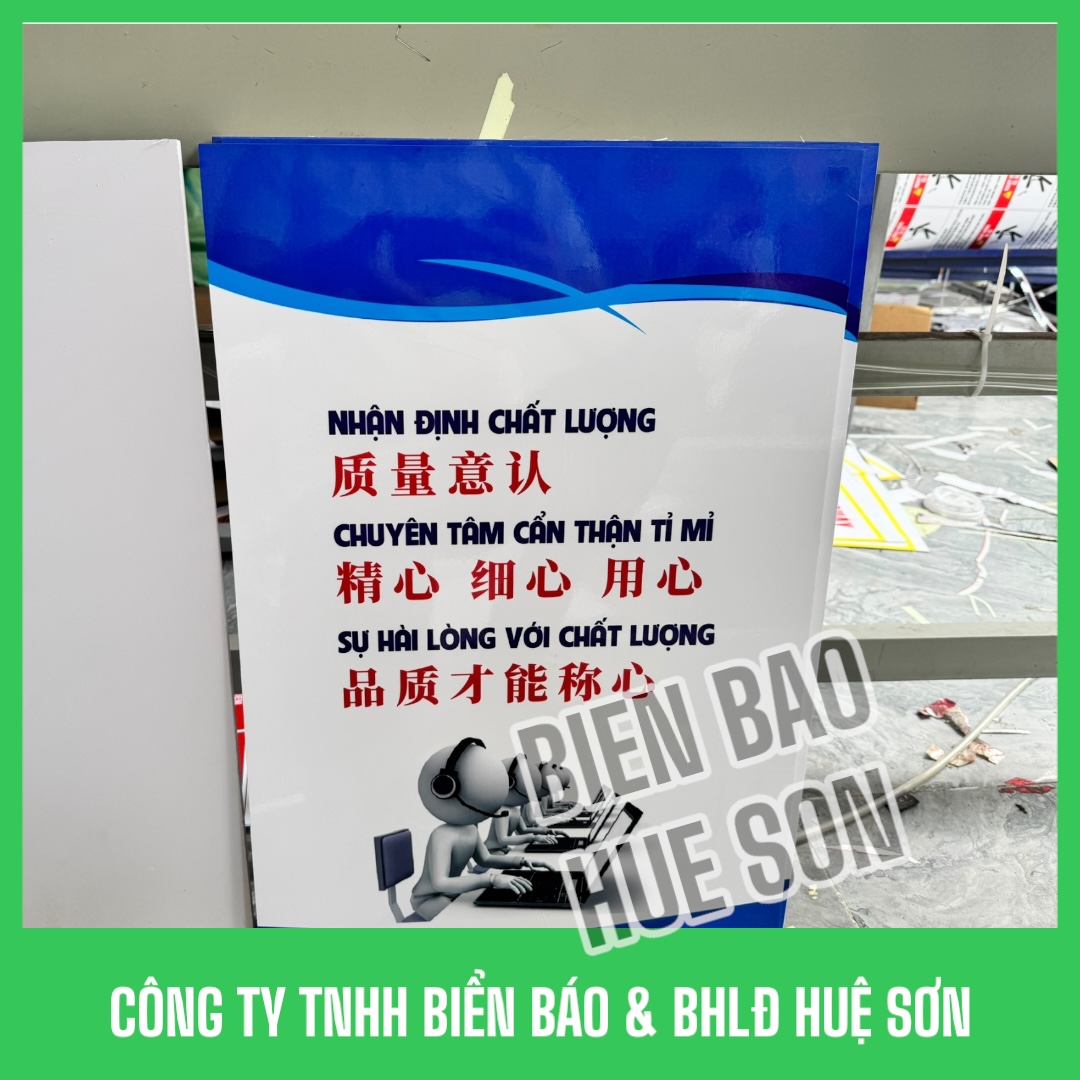 NHẬN ĐỊNH CHẤT LƯỢNG
质量意认
CHUYÊN TÂM CẨN THẬN TỈ MỈ
精心 细心 用心
SỰ HÀI LÒNG VỚI CHẤT LƯỢNG
品质才能称心
BIEN BAO
HUE SON
CÔNG TY TNHH BIỂN BÁO & BHLĐ HUỆ SƠN